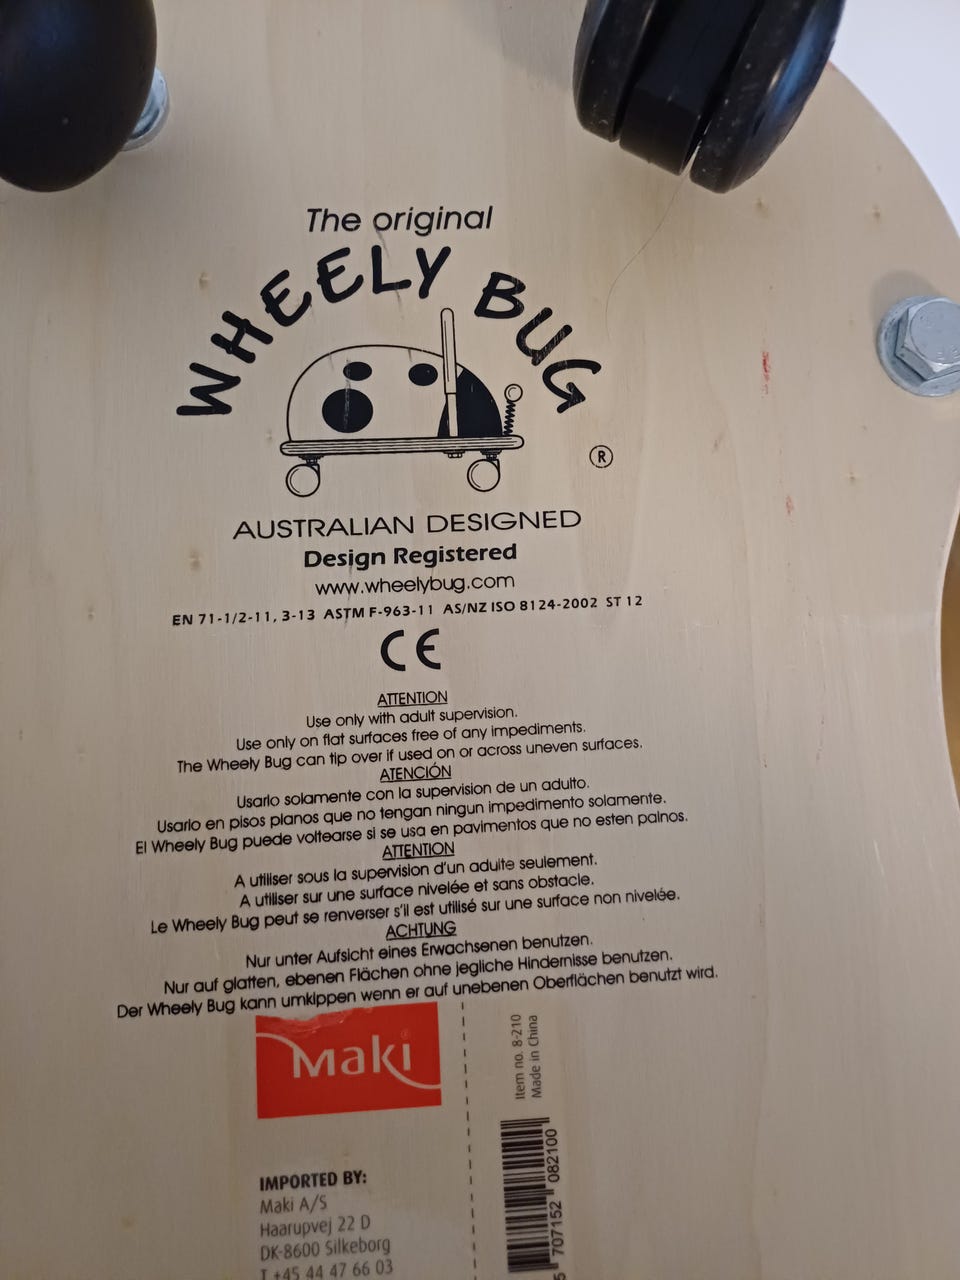 The original
WHEELY BUG
®
AUSTRALIAN DESIGNED
Design Registered
www.wheelybug.com
EN 71-1/2-11, 3-13 ASTM F-963-11 AS/NZ ISO 8124-2002 ST 12
CE
ATTENTION
Use only with adult supervision.
Use only on flat surfaces free of any impediments.
The Wheely Bug can tip over if used on or across uneven surfaces.
ATENCIÓN
Usarlo solamente con la supervision de un adulto.
Usarlo en pisos planos que no tengan ningun impedimento solamente.
El Wheely Bug puede voltearse si se usa en pavimentos que no esten palnos.
ATTENTION
A utiliser sous la supervision d'un adulte seulement.
A utiliser sur une surface nivelée et sans obstacle.
Le Wheely Bug peut se renverser s'il est utilisé sur une surface non nivelée.
ACHTUNG
Nur unter Aufsicht eines Erwachsenen benutzen.
Nur auf glatten, ebenen Flächen ohne jegliche Hindernisse benutzen.
Der Wheely Bug kann umkippen wenn er auf unebenen Oberflächen benutzt wird.
Maki
IMPORTED BY:
Maki A/S
Haarupvej 22 D
DK-8600 Silkeborg
T +45 44 47 66 03
Item no. 8-210
Made in China
5 707152 082100